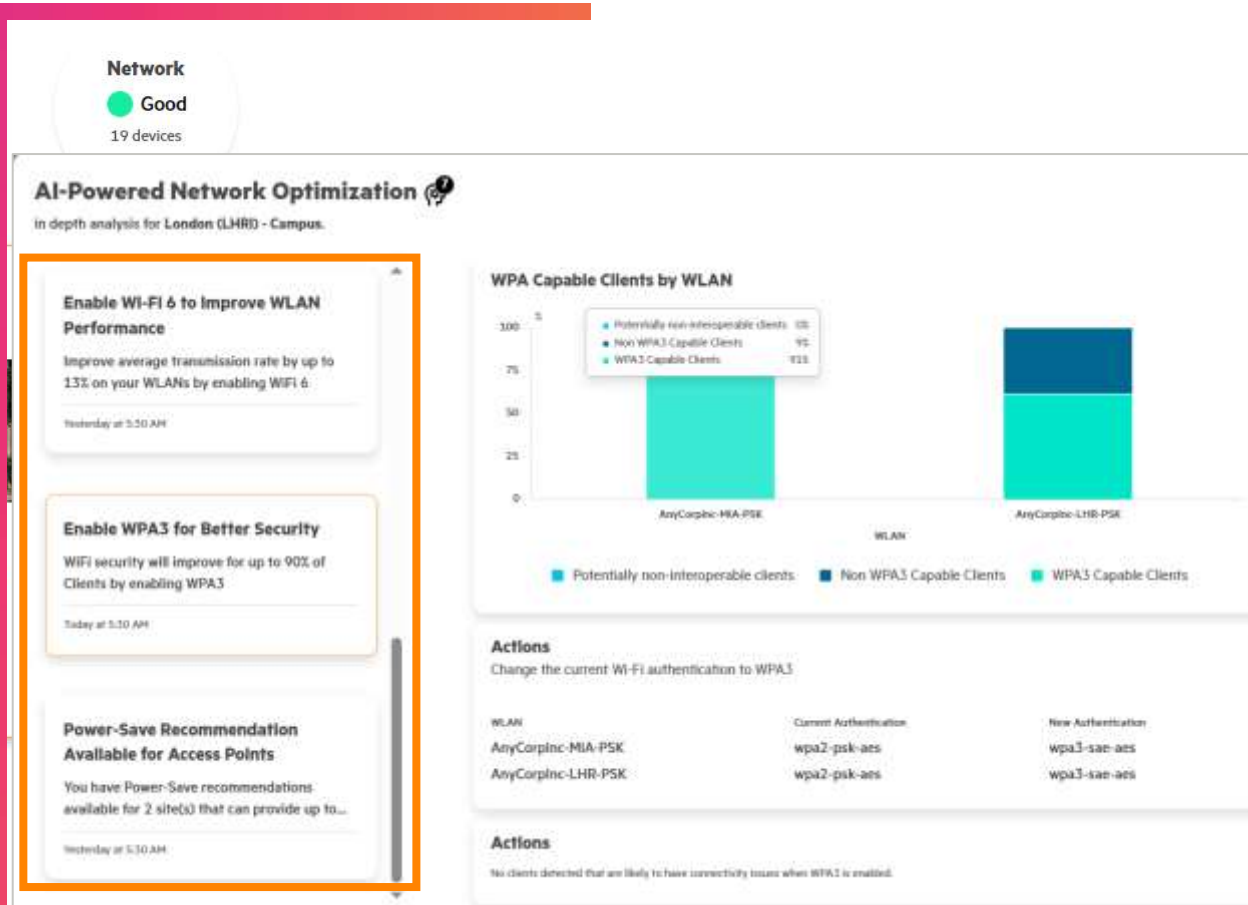 Network
Good
19 devices
AI-Powered Network Optimization
?
in depth analysis for London (LHR) - Campus.
Enable Wi-Fi 6 to Improve WLAN
Performance
Improve average transmission rate by up to
13% on your WLANs by enabling WiFi 6
Yesterday at 5:30 AM
Enable WPA3 for Better Security
WiFi security will improve for up to 90% of
Clients by enabling WPA3
Today at 5:30 AM
Power-Save Recommendation
Available for Access Points
You have Power-Save recommendations
available for 2 site(s) that can provide up to...
Yesterday at 5:30 AM
WPA Capable Clients by WLAN
%
100
75
50
25
0
Potentially non-interoperable clients 0%
Non WPA3 Capable Clients 9%
WPA3 Capable Clients 91%
AnyCorpInc-MIA-PSK
AnyCorpInc-LHR-PSK
WLAN
Potentially non-interoperable clients
Non WPA3 Capable Clients
WPA3 Capable Clients
Actions
Change the current Wi-Fi authentication to WPA3
WLAN Current Authentication New Authentication
AnyCorpInc-MIA-PSK wpa2-psk-aes wpa3-sae-aes
AnyCorpInc-LHR-PSK wpa2-psk-aes wpa3-sae-aes
Actions
No clients detected that are likely to have connectivity issues when WPA3 is enabled.